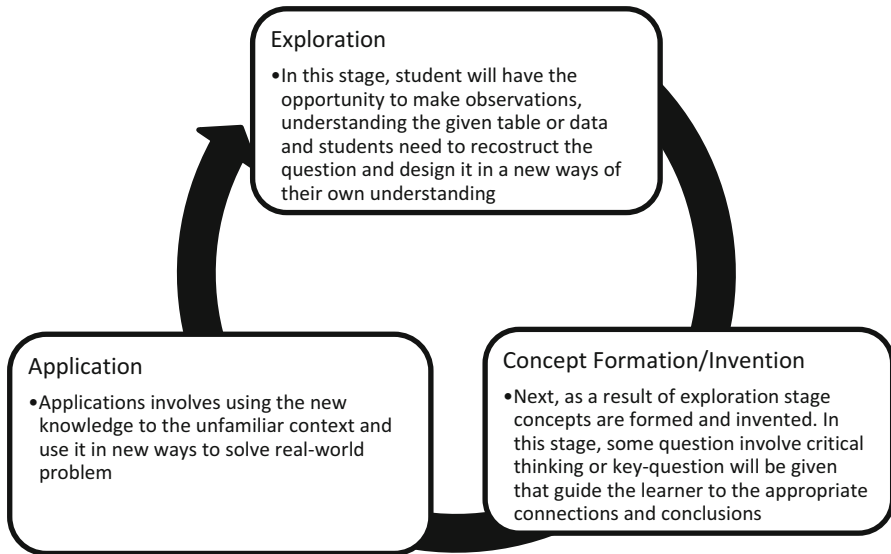 Exploration
•In this stage, student will have the
opportunity to make observations,
understanding the given table or data
and students need to recostruct the
question and design it in a new ways of
their own understanding
Concept Formation/Invention
•Next, as a result of exploration stage
concepts are formed and invented. In
this stage, some question involve critical
thinking or key-question will be given
that guide the learner to the appropriate
connections and conclusions
Application
•Applications involves using the new
knowledge to the unfamiliar context and
use it in new ways to solve real-world
problem